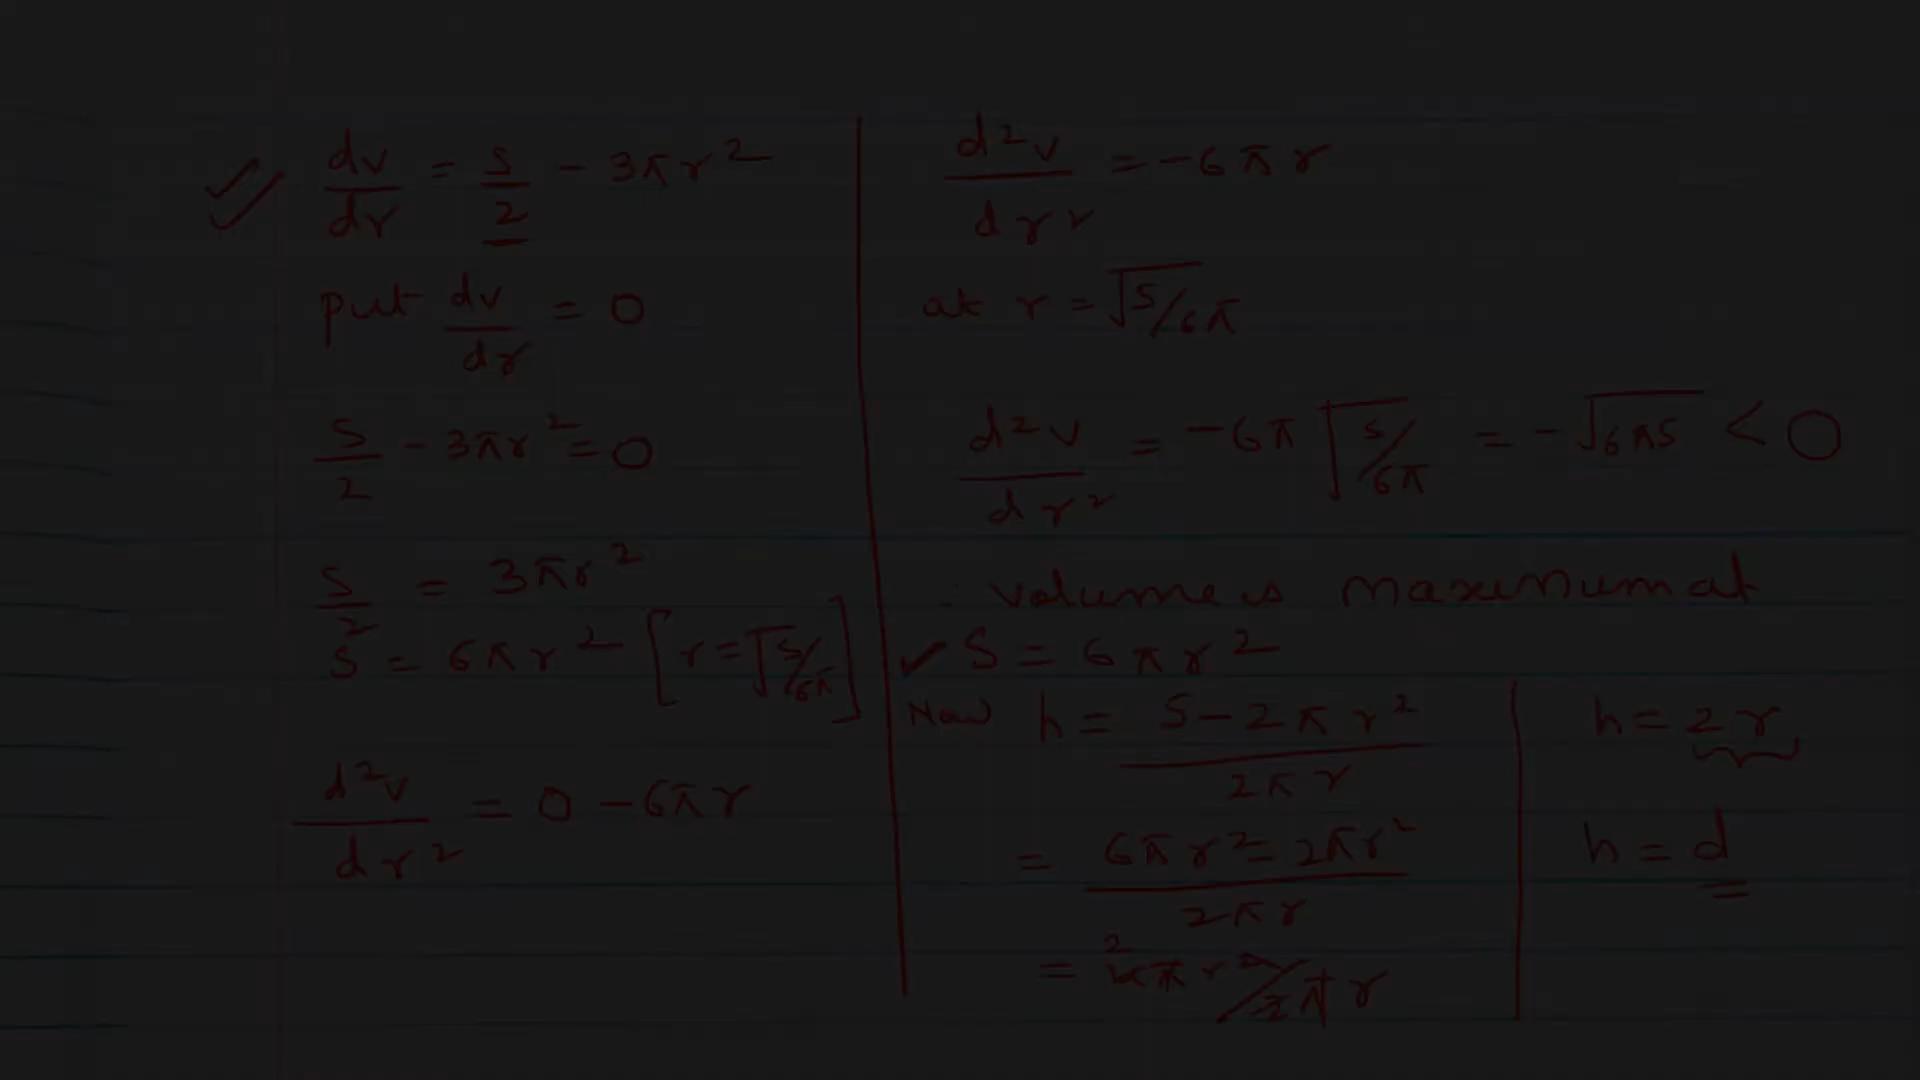 dv/dr = s/2 - 3πr²
put dv/dr = 0
S/2 - 3πr² = 0
S/2 = 3πr²
S = 6πr² [r = √S/6π]
d²v/dr² = 0 - 6πr
d²v/dr² = -6πr
at r = √S/6π
d²v/dr² = -6π √S/6π = -√6πS < 0
volume is maximum at
✓ S = 6πr²
Now h = S - 2πr² / 2πr
= 6πr² - 2πr² / 2πr
= 4πr² / 2πr
h = 2r
h = d